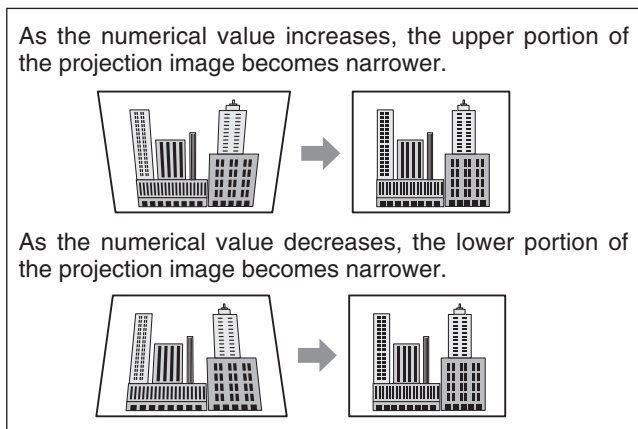 As the numerical value increases, the upper portion of
the projection image becomes narrower.
As the numerical value decreases, the lower portion of
the projection image becomes narrower.